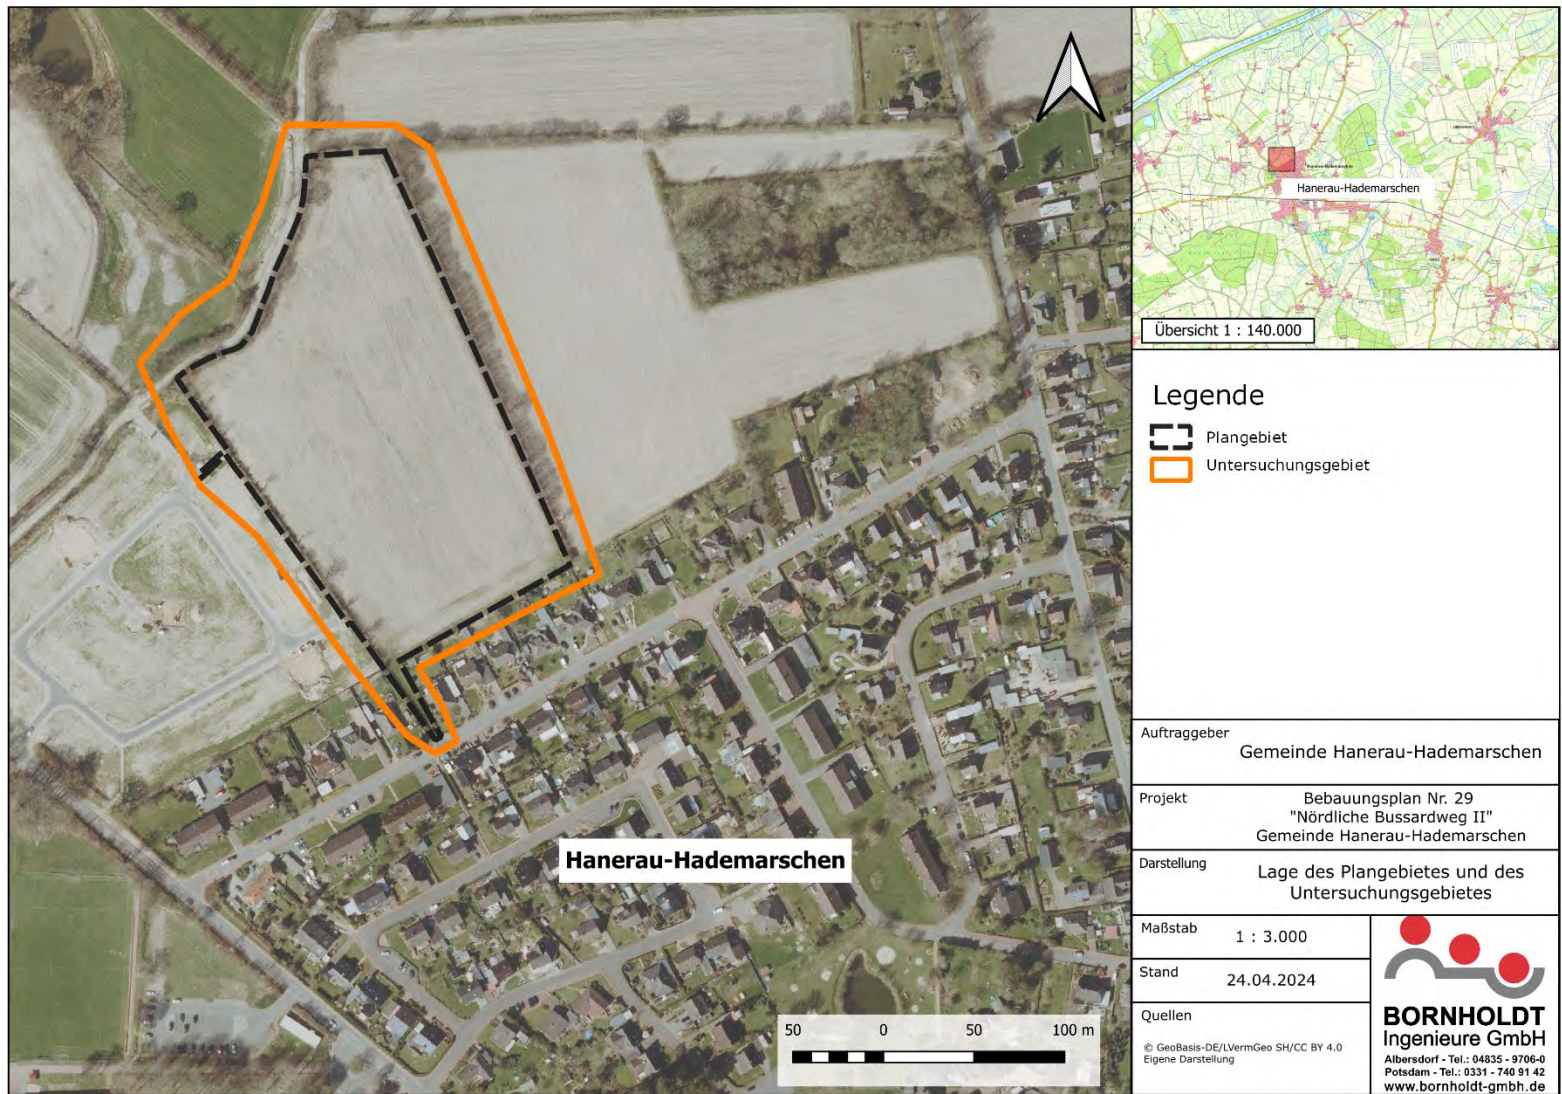 Hanerau-Hademarschen
Übersicht 1 : 140.000
Legende
Plangebiet
Untersuchungsgebiet
Auftraggeber
Gemeinde Hanerau-Hademarschen
Projekt
Bebauungsplan Nr. 29
"Nördliche Bussardweg II"
Gemeinde Hanerau-Hademarschen
Darstellung
Lage des Plangebietes und des
Untersuchungsgebietes
Maßstab
1 : 3.000
Stand
24.04.2024
Quellen
© GeoBasis-DE/LVermGeo SH/CC BY 4.0
Eigene Darstellung
BORNHOLDT
Ingenieure GmbH
Albersdorf - Tel.: 04835 - 9706-0
Potsdam - Tel.: 0331 - 740 91 42
www.bornholdt-gmbh.de
Hanerau-Hademarschen
50 0 50 100 m